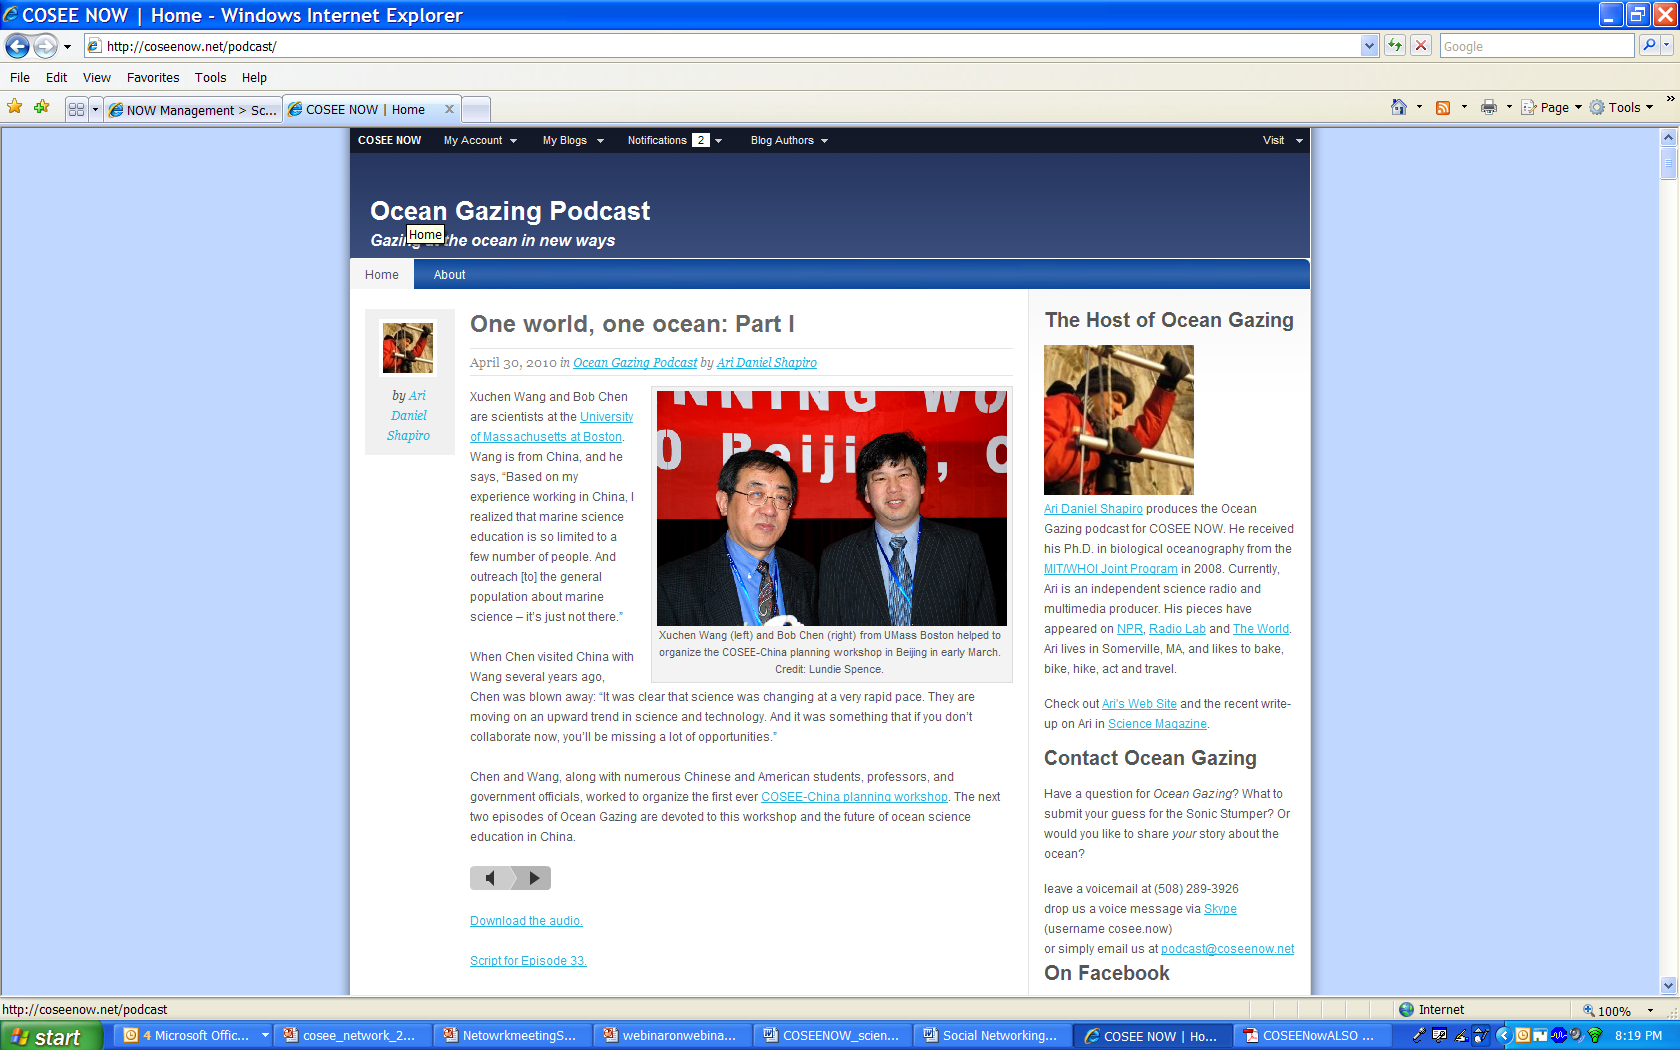 COSEE NOW | Home - Windows Internet Explorer
http://coseenow.net/podcast/
Google
File Edit View Favorites Tools Help
NOW Management > Sc...
COSEE NOW | Home
Page
Tools
COSEE NOW My Account My Blogs Notifications 2 Blog Authors Visit
Ocean Gazing Podcast
Home
Gazing at the ocean in new ways
Home About
by Ari
Daniel
Shapiro
One world, one ocean: Part I
April 30, 2010 in Ocean Gazing Podcast by Ari Daniel Shapiro
Xuchen Wang and Bob Chen
are scientists at the University
of Massachusetts at Boston.
Wang is from China, and he
says, “Based on my
experience working in China, I
realized that marine science
education is so limited to a
few number of people. And
outreach [to] the general
population about marine
science – it’s just not there.”
NNING WO
0 Beijing, C
Xuchen Wang (left) and Bob Chen (right) from UMass Boston helped to
organize the COSEE-China planning workshop in Beijing in early March.
Credit: Lundie Spence.
When Chen visited China with
Wang several years ago,
Chen was blown away: “It was clear that science was changing at a very rapid pace. They are
moving on an upward trend in science and technology. And it was something that if you don’t
collaborate now, you’ll be missing a lot of opportunities.”
Chen and Wang, along with numerous Chinese and American students, professors, and
government officials, worked to organize the first ever COSEE-China planning workshop. The next
two episodes of Ocean Gazing are devoted to this workshop and the future of ocean science
education in China.
Download the audio.
Script for Episode 33.
The Host of Ocean Gazing
Ari Daniel Shapiro produces the Ocean
Gazing podcast for COSEE NOW. He received
his Ph.D. in biological oceanography from the
MIT/WHOI Joint Program in 2008. Currently,
Ari is an independent science radio and
multimedia producer. His pieces have
appeared on NPR, Radio Lab and The World.
Ari lives in Somerville, MA, and likes to bake,
bike, hike, act and travel.
Check out Ari's Web Site and the recent write-
up on Ari in Science Magazine.
Contact Ocean Gazing
Have a question for Ocean Gazing? What to
submit your guess for the Sonic Stumper? Or
would you like to share your story about the
ocean?
leave a voicemail at (508) 289-3926
drop us a voice message via Skype
(username cosee.now)
or simply email us at podcast@coseenow.net
On Facebook
http://coseenow.net/podcast
Internet
100%
start
4 Microsoft Offic...
cosee_network_2...
NetowrkmeetingS...
webinaronwebina...
COSEENOW_scien...
Social Networking...
COSEE NOW | Ho...
COSEENowALSO ...
8:19 PM